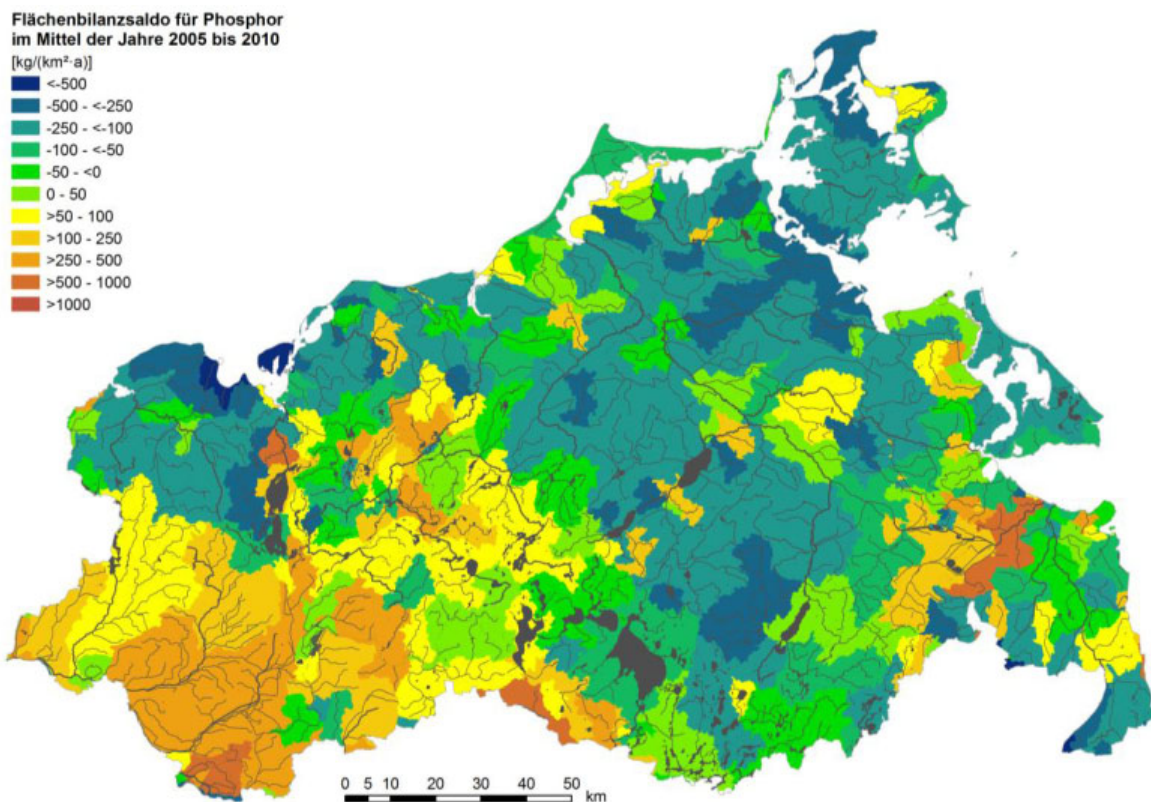 Flächenbilanzsaldo für Phosphor
im Mittel der Jahre 2005 bis 2010
[kg/(km²·a)]
<-500
-500 - <-250
-250 - <-100
-100 - <-50
-50 - <0
0 - 50
>50 - 100
>100 - 250
>250 - 500
>500 - 1000
>1000
0 5 10 20 30 40 50
km